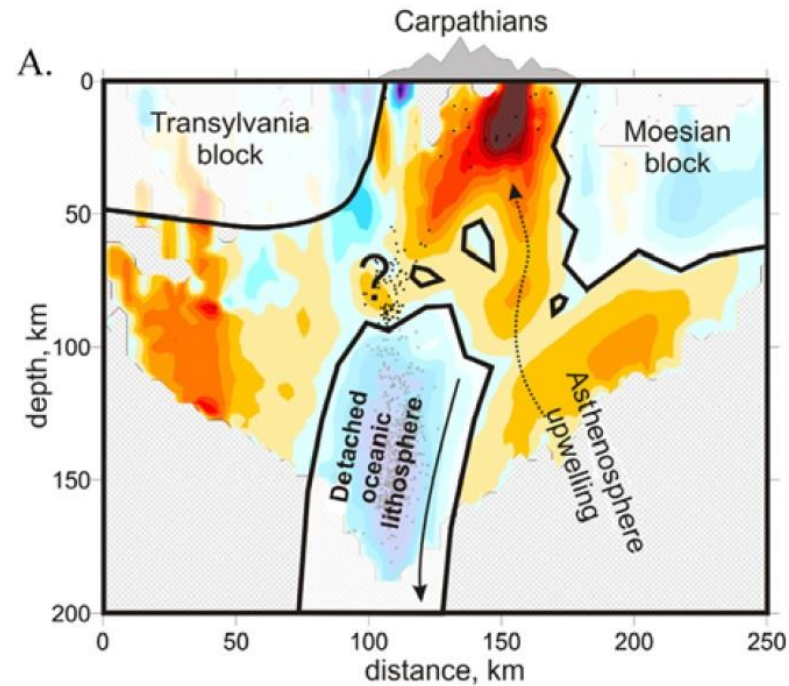 Carpathians
A.
0
Transylvania
block
Moesian
block
50
?
100
depth, km
Detached
oceanic
lithosphere
Asthenosphere
upwelling
150
200
0 50 100 150 200 250
distance, km